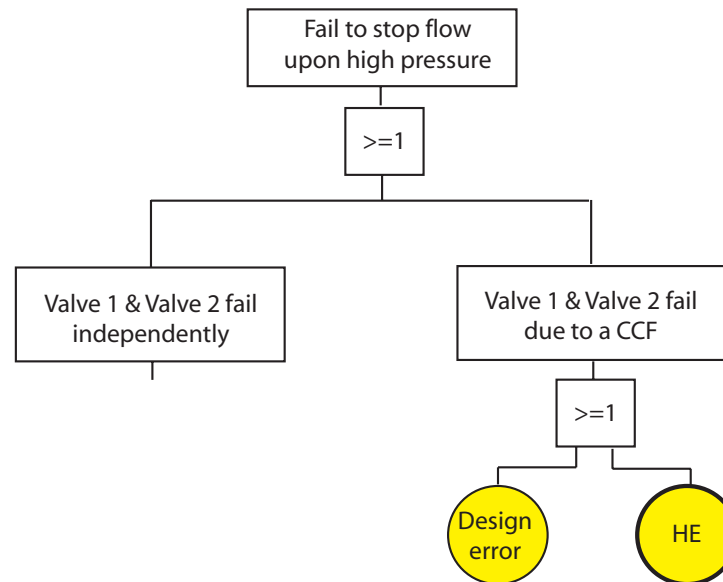 Fail to stop flow
upon high pressure
>=1
Valve 1 & Valve 2 fail
independently
Valve 1 & Valve 2 fail
due to a CCF
>=1
Design
error
HE